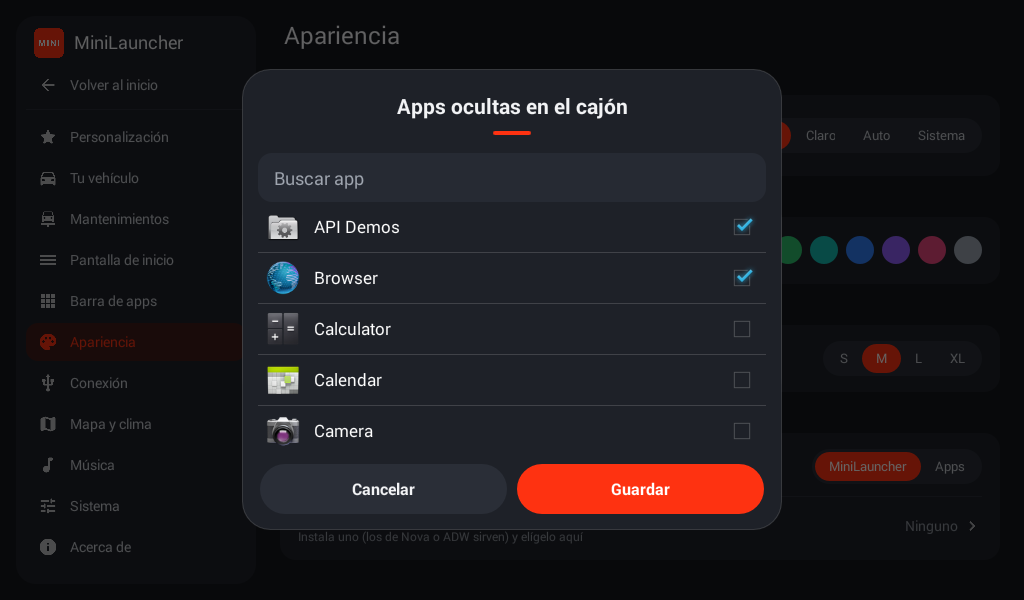 MINI MiniLauncher
Volver al inicio
Personalización
Tu vehículo
Mantenimientos
Pantalla de inicio
Barra de apps
Apariencia
Conexión
Mapa y clima
Música
Sistema
Acerca de
Apariencia
Claro Auto Sistema
S M L XL
MiniLauncher Apps
Ninguno
Instala uno (los de Nova o ADW sirven) y elígelo aquí
Apps ocultas en el cajón
Buscar app
API Demos
Browser
Calculator
Calendar
Camera
Cancelar Guardar